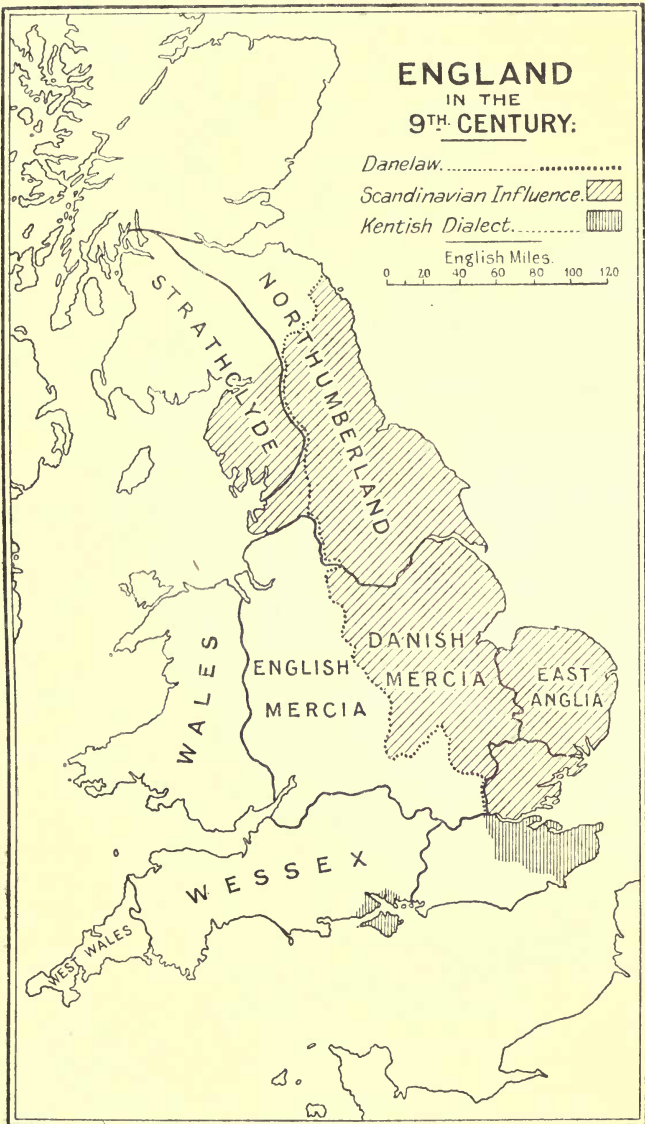 ENGLAND
IN THE
9TH. CENTURY:
Danelaw
Scandinavian Influence.
Kentish Dialect
English Miles.
0 20 40 60 80 100 120
STRATHCLYDE
NORTHUMBERLAND
DANISH
MERCIA
ENGLISH
MERCIA
EAST
ANGLIA
WALES
WESSEX
WEST WALES